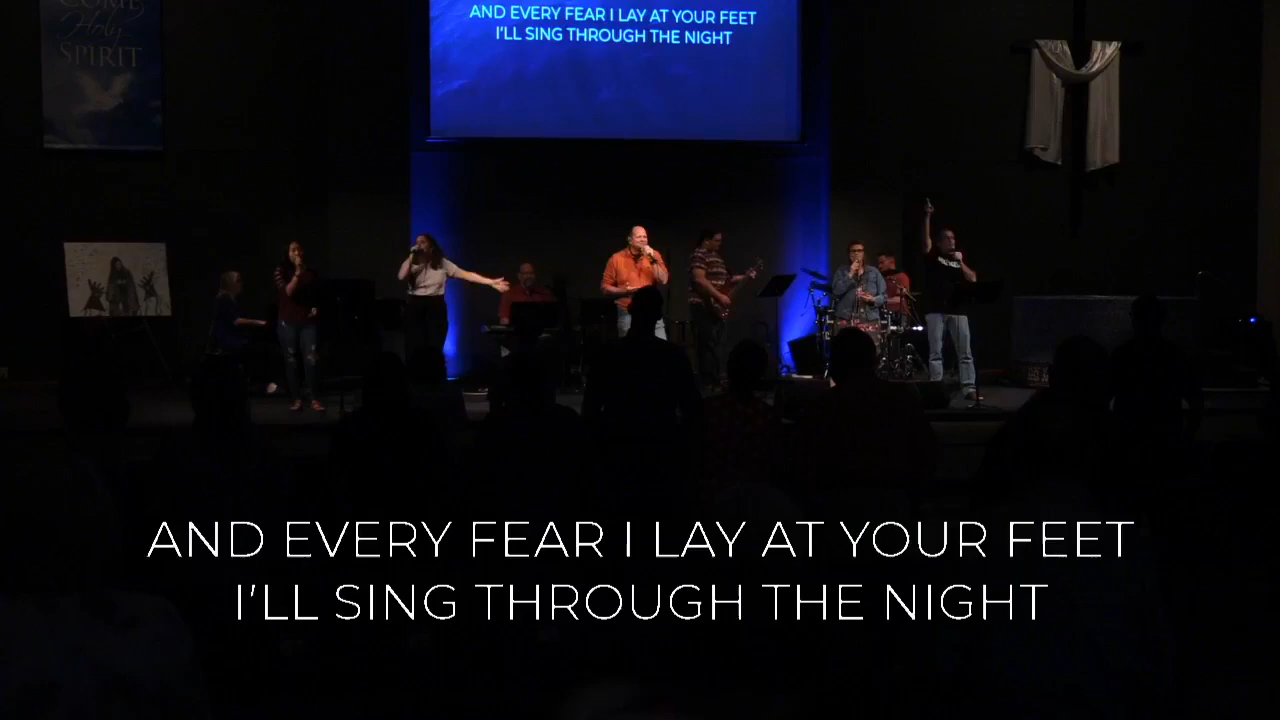 COME
Holy
SPIRIT
AND EVERY FEAR I LAY AT YOUR FEET
I'LL SING THROUGH THE NIGHT
AND EVERY FEAR I LAY AT YOUR FEET
I'LL SING THROUGH THE NIGHT